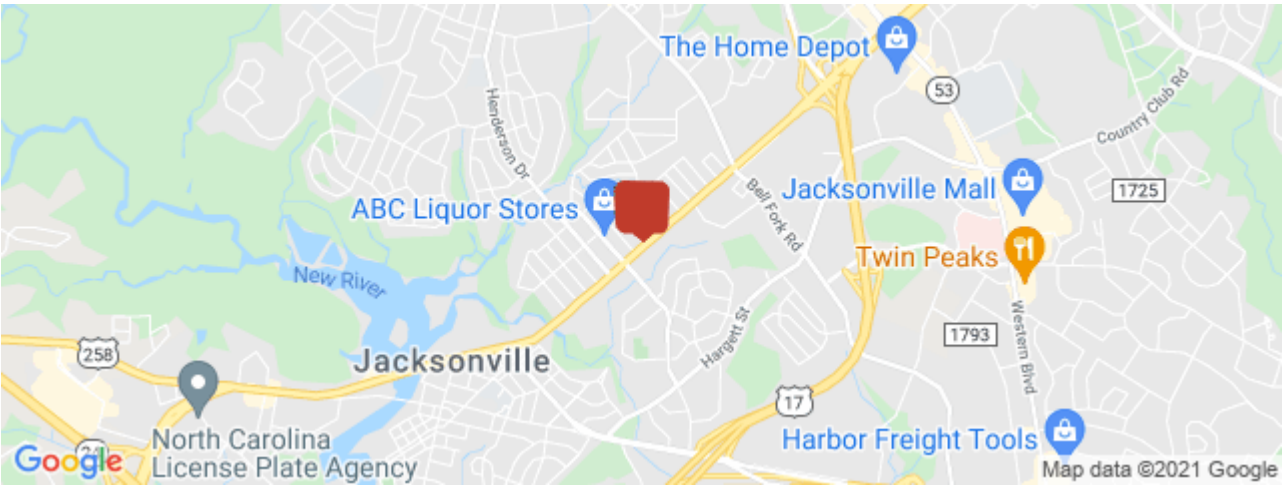 The Home Depot
53
Country Club Rd
Henderson Dr
ABC Liquor Stores
Bell Fork Rd
Jacksonville Mall
1725
Twin Peaks
New River
Hargett St
1793
Western Blvd
258
Jacksonville
17
North Carolina
License Plate Agency
Harbor Freight Tools
24
Google
Map data ©2021 Google